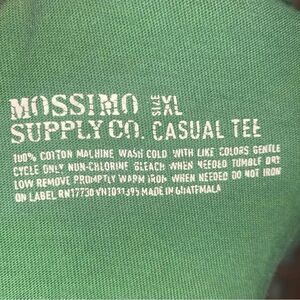 MOSSIMO SIZE XL
SUPPLY CO. CASUAL TEE
100% COTTON MACHINE WASH COLD WITH LIKE COLORS GENTLE
CYCLE ONLY NON-CHLORINE BLEACH WHEN NEEDED TUMBLE DRY
LOW REMOVE PROMPTLY WARM IRON WHEN NEEDED DO NOT IRON
ON LABEL RN17730 VN1031395 MADE IN GUATEMALA